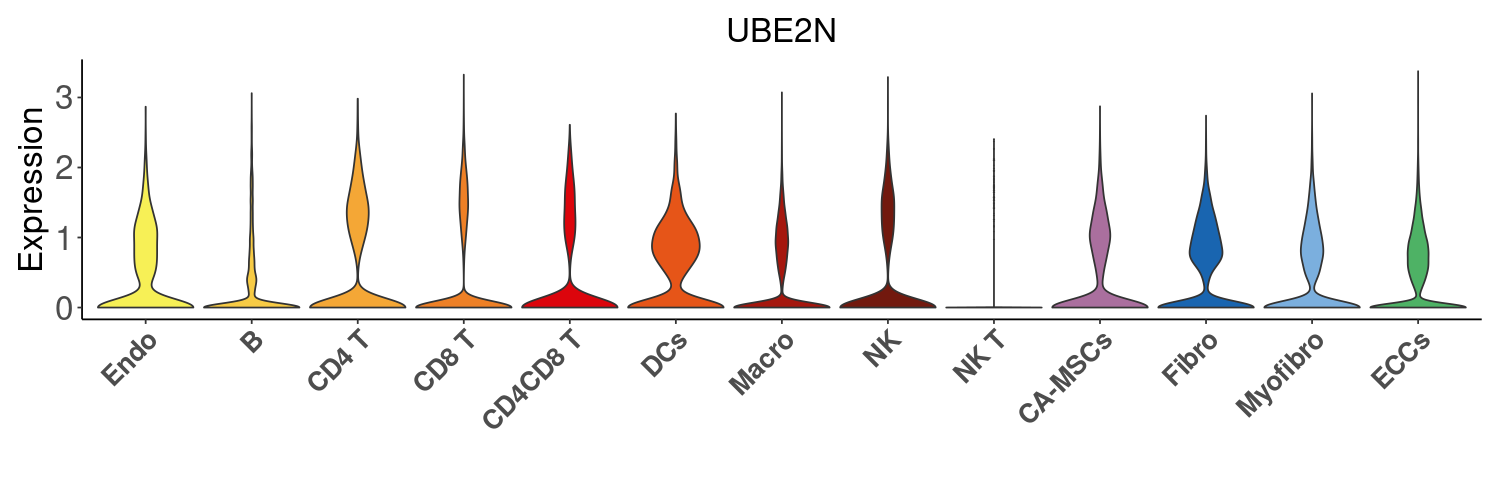 UBE2N
Expression
3
2
1
0
Endo
B
CD4 T
CD8 T
CD4CD8 T
DCs
Macro
NK
NK T
CA-MSCs
Fibro
Myofibro
ECCs